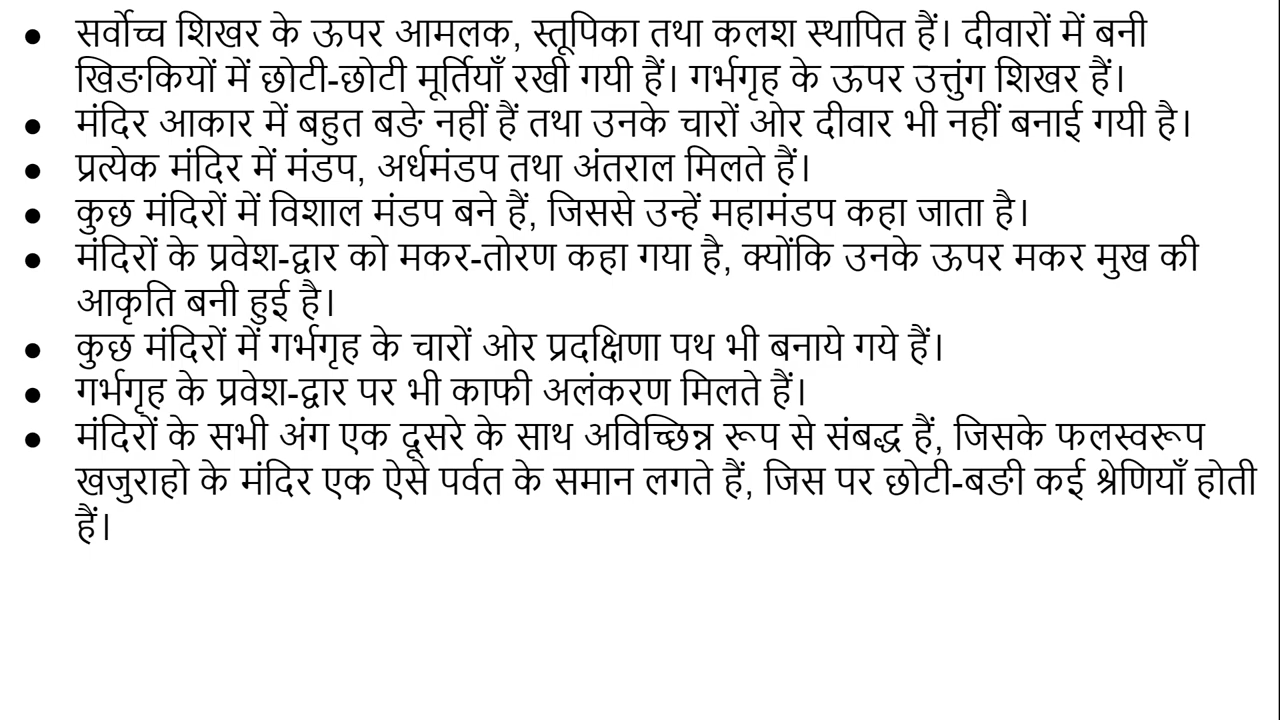 ● सर्वोच्च शिखर के ऊपर आमलक, स्तूपिका तथा कलश स्थापित हैं। दीवारों में बनी
खिङकियों में छोटी-छोटी मूर्तियाँ रखी गयी हैं। गर्भगृह के ऊपर उत्तुंग शिखर हैं।
● मंदिर आकार में बहुत बङे नहीं हैं तथा उनके चारों ओर दीवार भी नहीं बनाई गयी है।
● प्रत्येक मंदिर में मंडप, अर्धमंडप तथा अंतराल मिलते हैं।
● कुछ मंदिरों में विशाल मंडप बने हैं, जिससे उन्हें महामंडप कहा जाता है।
● मंदिरों के प्रवेश-द्वार को मकर-तोरण कहा गया है, क्योंकि उनके ऊपर मकर मुख की
आकृति बनी हुई है।
● कुछ मंदिरों में गर्भगृह के चारों ओर प्रदक्षिणा पथ भी बनाये गये हैं।
● गर्भगृह के प्रवेश-द्वार पर भी काफी अलंकरण मिलते हैं।
● मंदिरों के सभी अंग एक दूसरे के साथ अविच्छिन्न रूप से संबद्ध हैं, जिसके फलस्वरूप
खजुराहो के मंदिर एक ऐसे पर्वत के समान लगते हैं, जिस पर छोटी-बङी कई श्रेणियाँ होती
हैं।